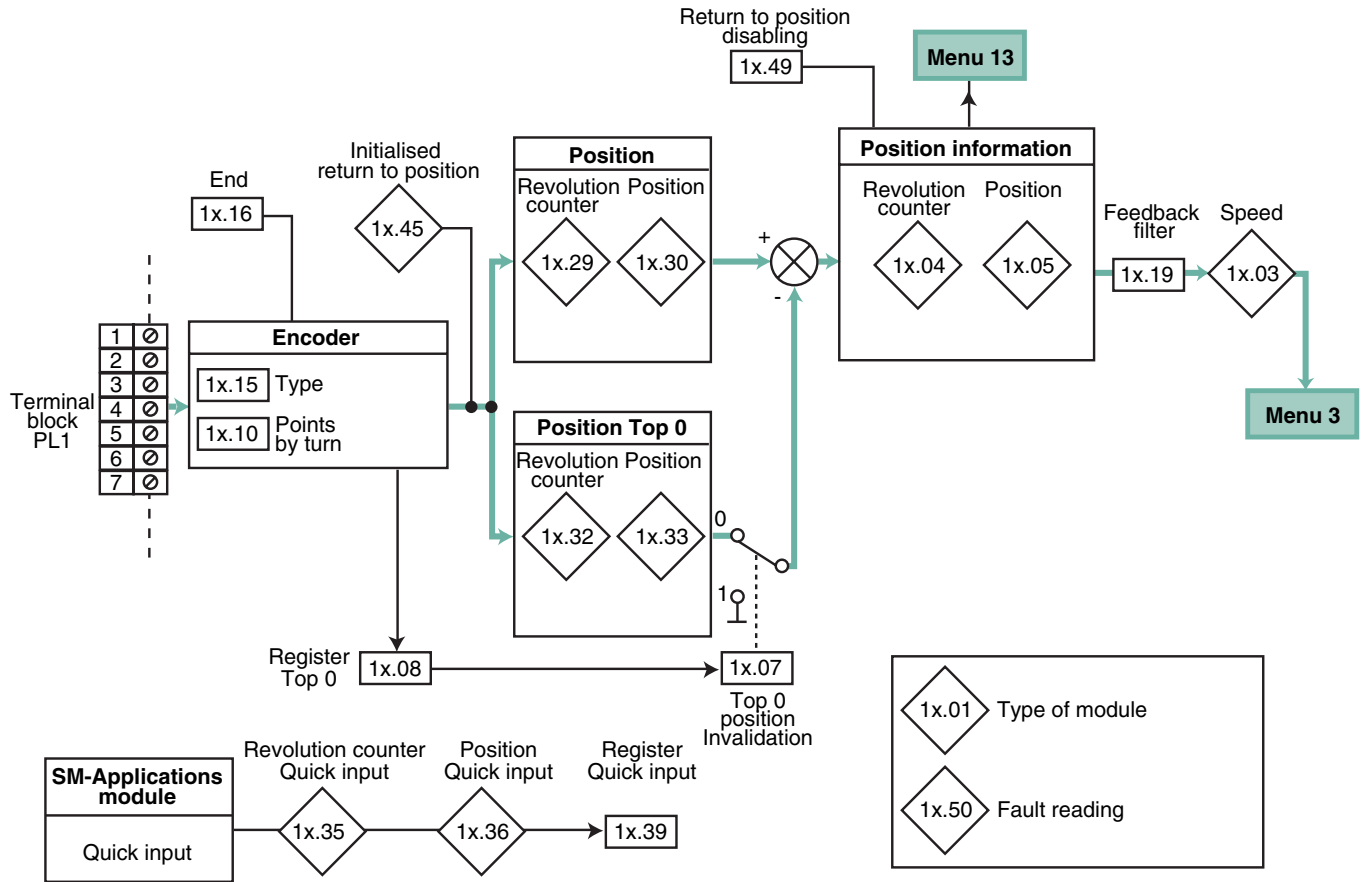 Return to position
disabling
1x.49
Menu 13
Initialised
return to position
1x.45
End
1x.16
Position
Revolution
counter
Position
1x.29
1x.30
+
-
Position information
Revolution
counter
Position
1x.04
1x.05
Feedback
filter
1x.19
Speed
1x.03
Menu 3
Terminal
block
PL1
1
2
3
4
5
6
7
Encoder
1x.15
Type
1x.10
Points
by turn
Position Top 0
Revolution
counter
Position
1x.32
1x.33
0
1
Register
Top 0
1x.08
1x.07
Top 0
position
Invalidation
SM-Applications
module
Quick input
Revolution counter
Quick input
1x.35
Position
Quick input
1x.36
Register
Quick input
1x.39
1x.01
Type of module
1x.50
Fault reading